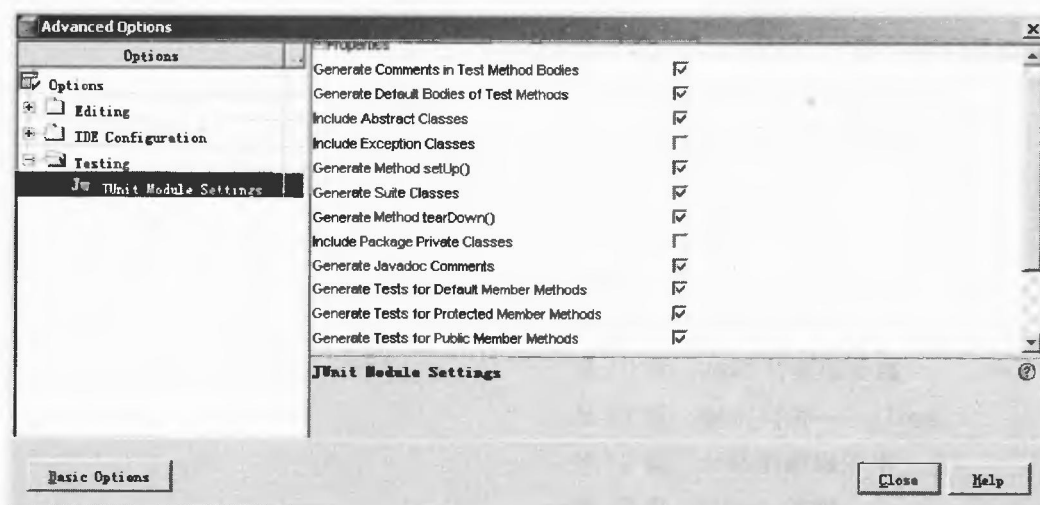 Advanced Options
Options
Properties
Options
Editing
IDE Configuration
Testing
JUnit Module Settings
Generate Comments in Test Method Bodies
Generate Default Bodies of Test Methods
Include Abstract Classes
Include Exception Classes
Generate Method setUp()
Generate Suite Classes
Generate Method tearDown()
Include Package Private Classes
Generate Javadoc Comments
Generate Tests for Default Member Methods
Generate Tests for Protected Member Methods
Generate Tests for Public Member Methods
JUnit Module Settings
Basic Options
Close
Help